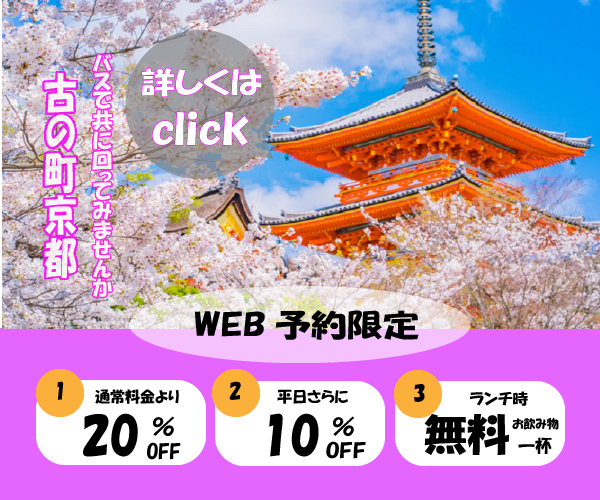 バスで共に回ってみませんか
古の町京都
詳しくは
click
WEB 予約限定
1
通常料金より
20 % OFF
2
平日さらに
10 % OFF
3
ランチ時
無料 お飲み物 一杯